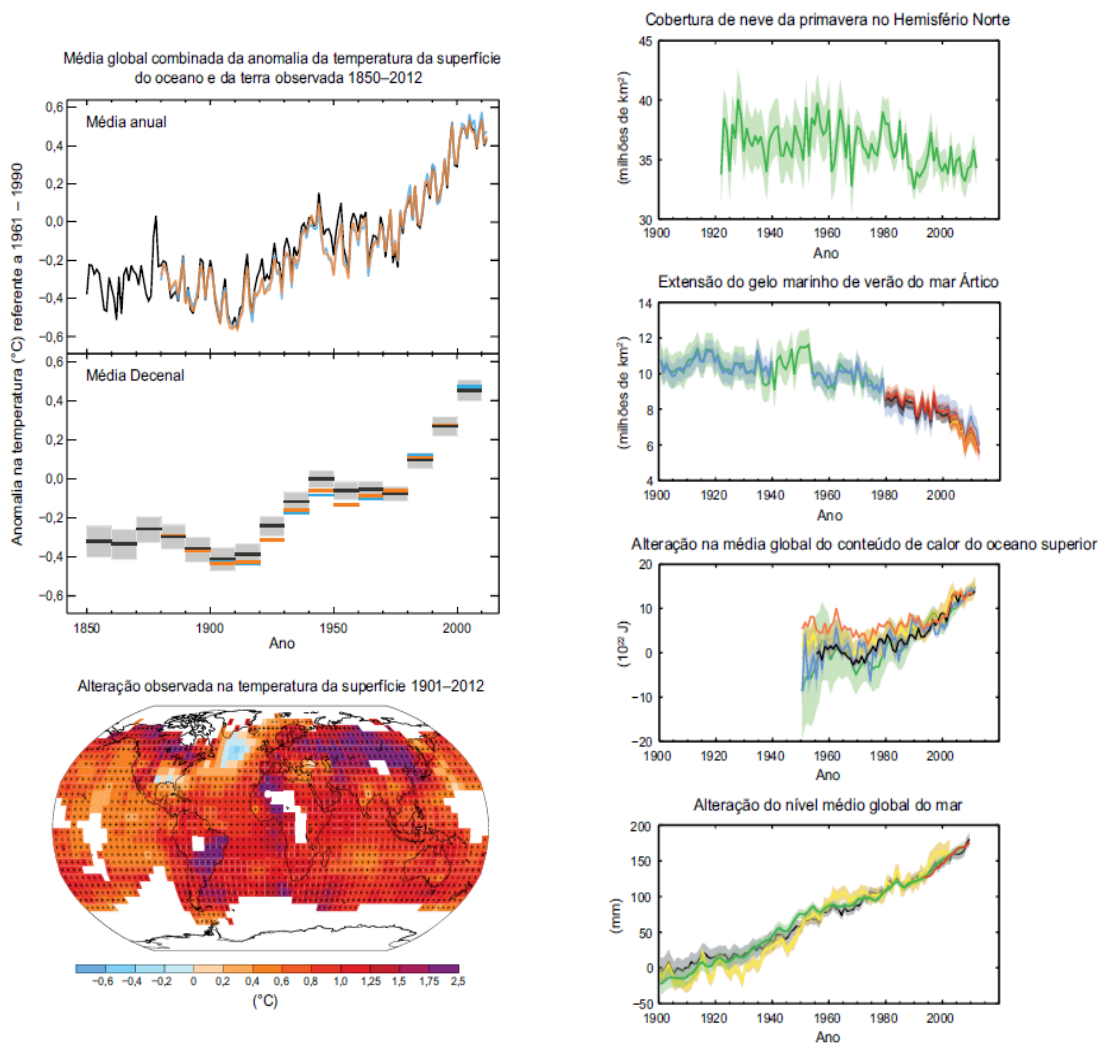 Média global combinada da anomalia da temperatura da superfície
do oceano e da terra observada 1850–2012
Anomalia na temperatura (°C) referente a 1961 – 1990
Média anual
0,6
0,4
0,2
0,0
−0,2
−0,4
−0,6
Média Decenal
0,6
0,4
0,2
0,0
−0,2
−0,4
−0,6
1850
1900
1950
2000
Ano
Alteração observada na temperatura da superfície 1901–2012
−0,6 −0,4 −0,2 0 0,2 0,4 0,6 0,8 1,0 1,25 1,5 1,75 2,5
(°C)
Cobertura de neve da primavera no Hemisfério Norte
(milhões de km²)
45
40
35
30
1900 1920 1940 1960 1980 2000
Ano
Extensão do gelo marinho de verão do mar Ártico
(milhões de km²)
14
12
10
8
6
4
1900 1920 1940 1960 1980 2000
Ano
Alteração na média global do conteúdo de calor do oceano superior
(10²² J)
20
10
0
−10
−20
1900 1920 1940 1960 1980 2000
Ano
Alteração do nível médio global do mar
(mm)
200
150
100
50
0
−50
1900 1920 1940 1960 1980 2000
Ano